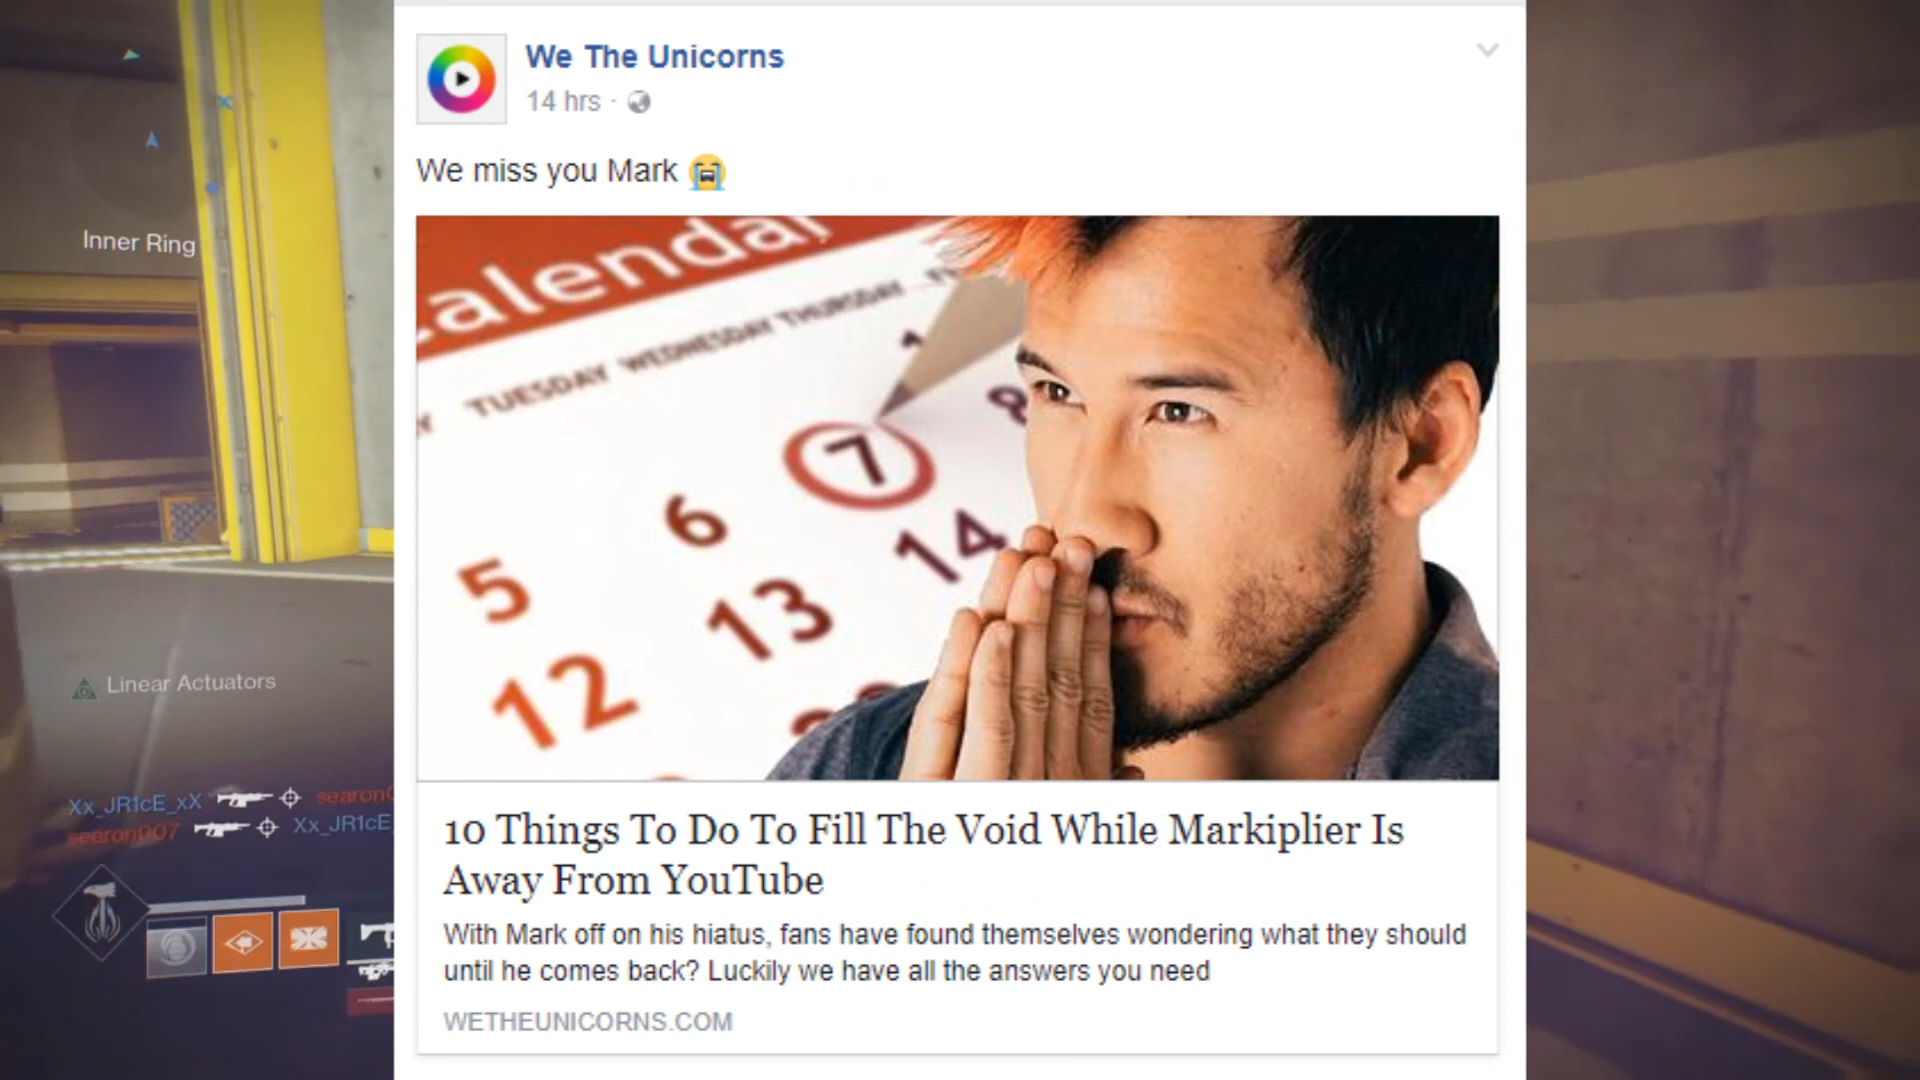 We The Unicorns
14 hrs ·
We miss you Mark 😭
calendar
TUESDAY WEDNESDAY THURSDAY
1
7
8
5
6
14
12
13
10 Things To Do To Fill The Void While Markiplier Is
Away From YouTube
With Mark off on his hiatus, fans have found themselves wondering what they should
until he comes back? Luckily we have all the answers you need
WETHEUNICORNS.COM
Inner Ring
Linear Actuators
Xx_JR1cE_xX
searon007
Xx_JR1cE